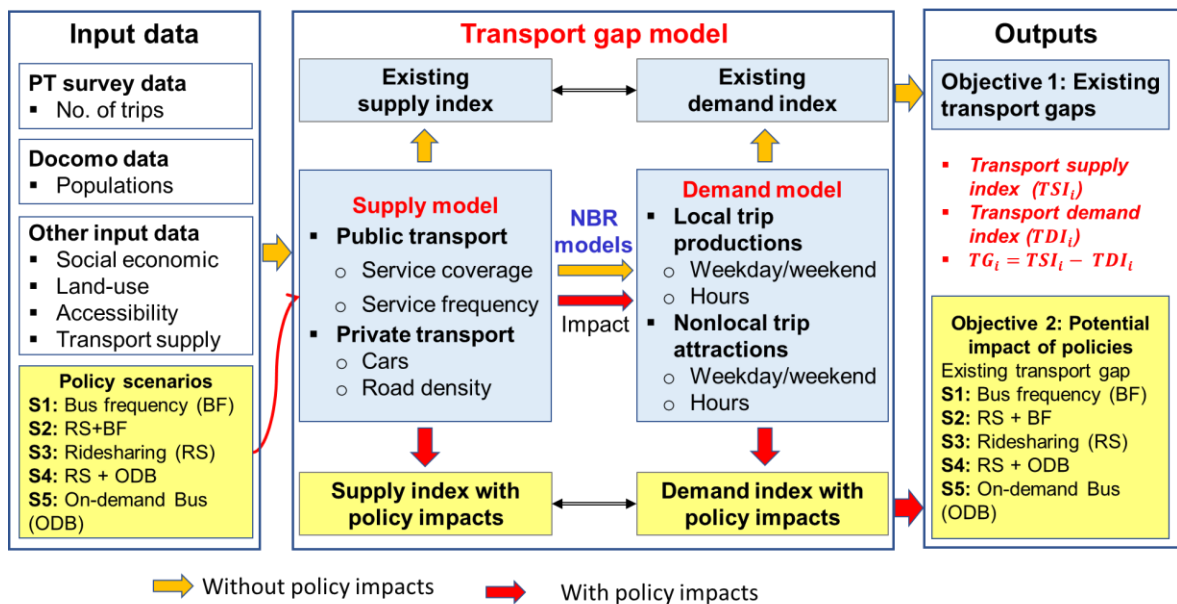 Input data
PT survey data
▪ No. of trips
Docomo data
▪ Populations
Other input data
▪ Social economic
▪ Land-use
▪ Accessibility
▪ Transport supply
Policy scenarios
S1: Bus frequency (BF)
S2: RS+BF
S3: Ridesharing (RS)
S4: RS + ODB
S5: On-demand Bus
(ODB)
Transport gap model
Existing
supply index
Existing
demand index
Supply model
▪ Public transport
o Service coverage
o Service frequency
▪ Private transport
o Cars
o Road density
NBR
models
Impact
Demand model
▪ Local trip
productions
o Weekday/weekend
o Hours
▪ Nonlocal trip
attractions
o Weekday/weekend
o Hours
Supply index with
policy impacts
Demand index with
policy impacts
Outputs
Objective 1: Existing
transport gaps
▪ Transport supply
index (TSIᵢ)
▪ Transport demand
index (TDIᵢ)
▪ TGᵢ = TSIᵢ − TDIᵢ
Objective 2: Potential
impact of policies
Existing transport gap
S1: Bus frequency (BF)
S2: RS + BF
S3: Ridesharing (RS)
S4: RS + ODB
S5: On-demand Bus
(ODB)
Without policy impacts
With policy impacts